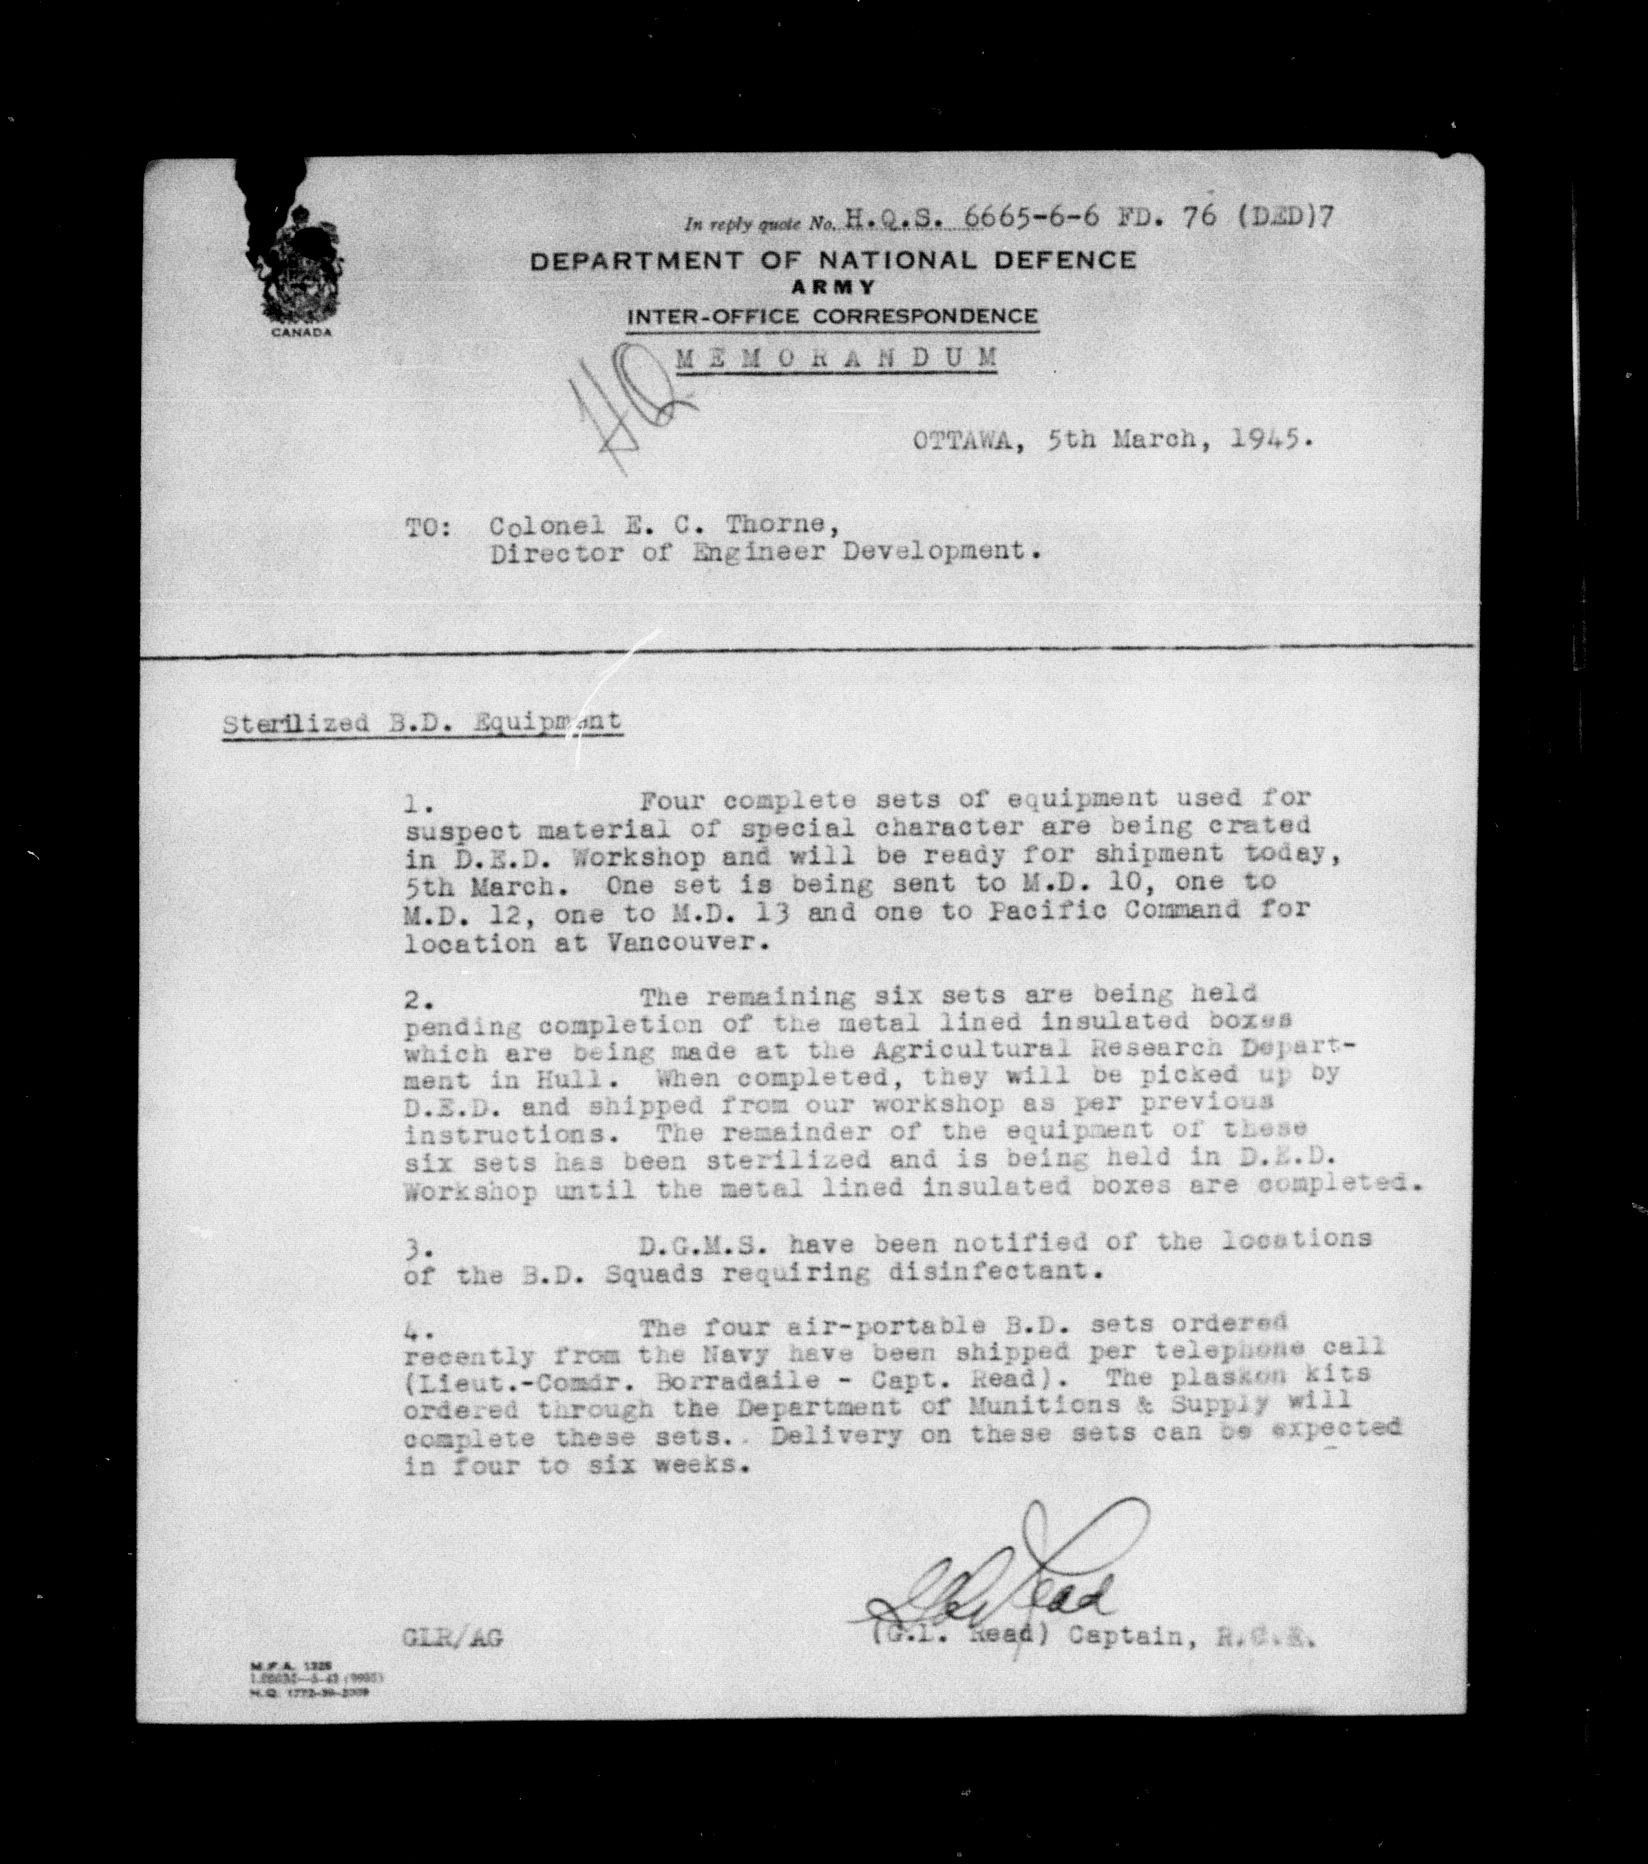 In reply quote No. H.Q.S. 6665-6-6 FD. 76 (DED)7
DEPARTMENT OF NATIONAL DEFENCE
ARMY
INTER-OFFICE CORRESPONDENCE
CANADA
MEMORANDUM
HQ
OTTAWA, 5th March, 1945.
TO: Colonel E. C. Thorne,
Director of Engineer Development.
Sterilized B.D. Equipment
1. Four complete sets of equipment used for
suspect material of special character are being crated
in D.E.D. Workshop and will be ready for shipment today,
5th March. One set is being sent to M.D. 10, one to
M.D. 12, one to M.D. 13 and one to Pacific Command for
location at Vancouver.
2. The remaining six sets are being held
pending completion of the metal lined insulated boxes
which are being made at the Agricultural Research Depart-
ment in Hull. When completed, they will be picked up by
D.E.D. and shipped from our workshop as per previous
instructions. The remainder of the equipment of these
six sets has been sterilized and is being held in D.E.D.
Workshop until the metal lined insulated boxes are completed.
3. D.G.M.S. have been notified of the locations
of the B.D. Squads requiring disinfectant.
4. The four air-portable B.D. sets ordered
recently from the Navy have been shipped per telephone call
(Lieut.-Comdr. Borradaile - Capt. Read). The plaskon kits
ordered through the Department of Munitions & Supply will
complete these sets. Delivery on these sets can be expected
in four to six weeks.
GLRead
GLR/AG (G.L. Read) Captain, R.C.E.
M.F.A.
H.Q.